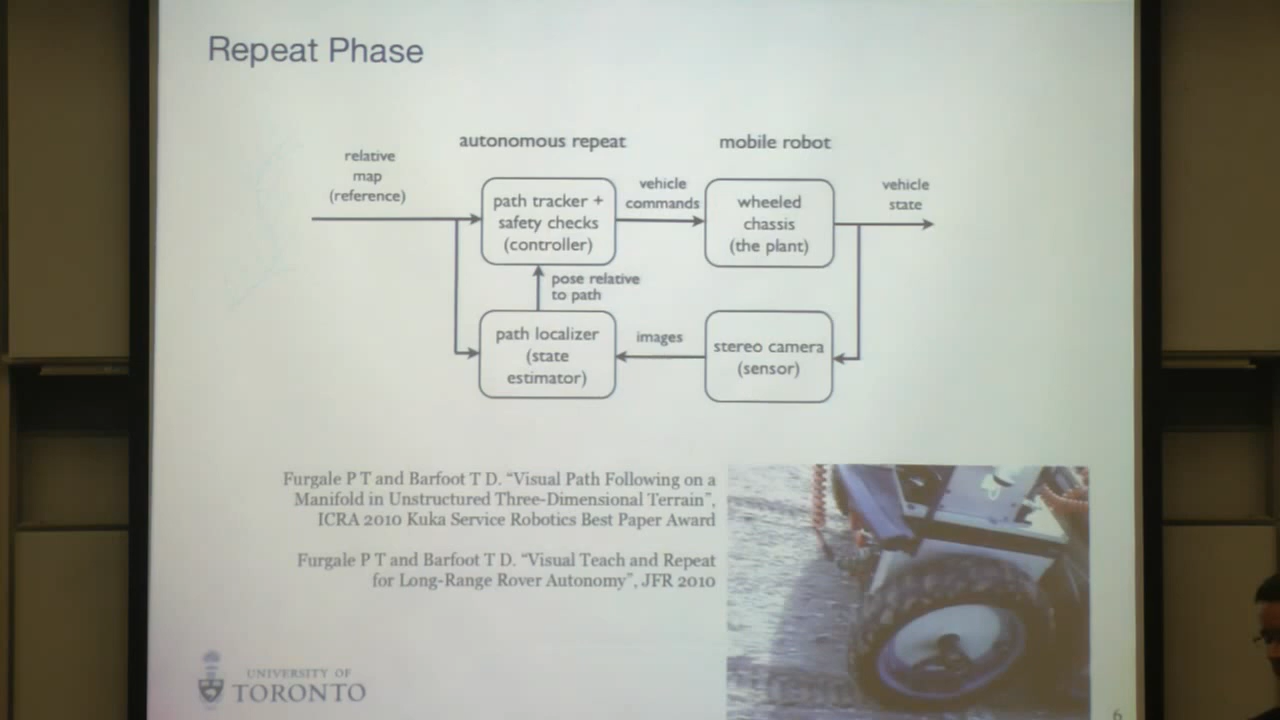 Repeat Phase
autonomous repeat
mobile robot
relative
map
(reference)
path tracker +
safety checks
(controller)
vehicle
commands
wheeled
chassis
(the plant)
vehicle
state
pose relative
to path
path localizer
(state
estimator)
images
stereo camera
(sensor)
Furgale P T and Barfoot T D. “Visual Path Following on a
Manifold in Unstructured Three-Dimensional Terrain”,
ICRA 2010 Kuka Service Robotics Best Paper Award
Furgale P T and Barfoot T D. “Visual Teach and Repeat
for Long-Range Rover Autonomy”, JFR 2010
UNIVERSITY OF
TORONTO
6